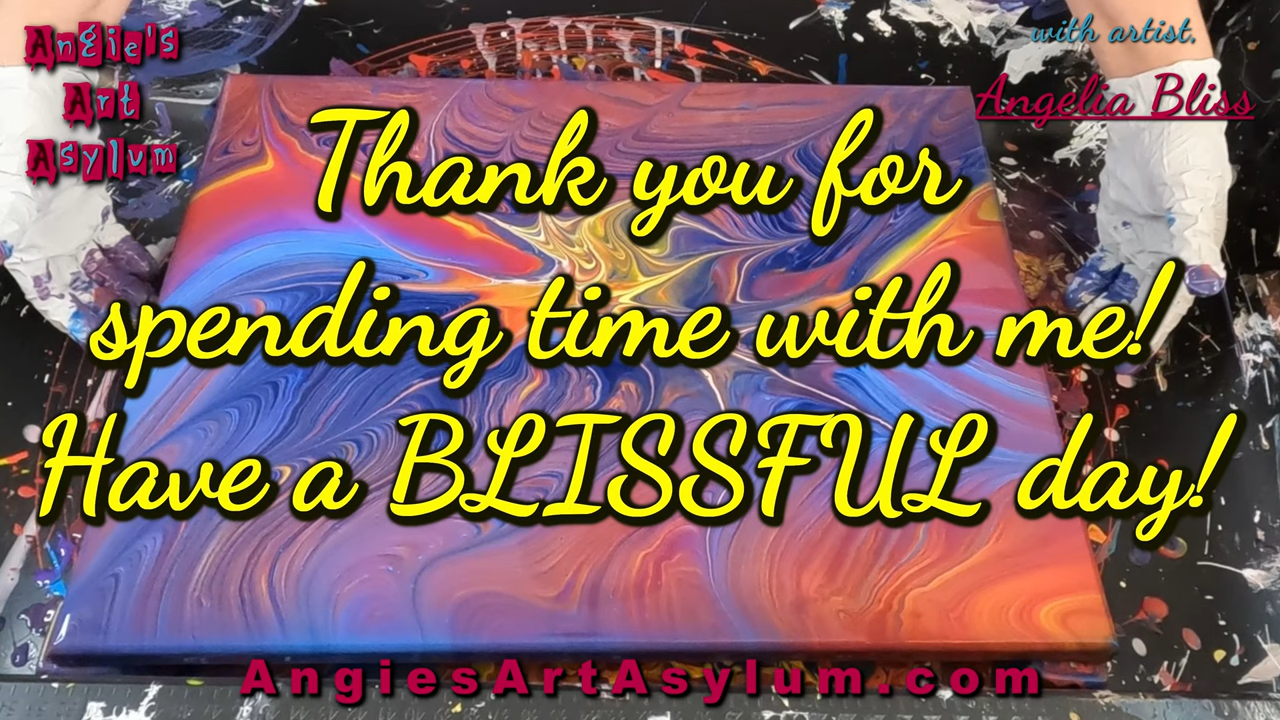 Angie's
Art
Asylum
with artist,
Angelia Bliss
Thank you for
spending time with me!
Have a BLISSFUL day!
AngiesArtAsylum.com